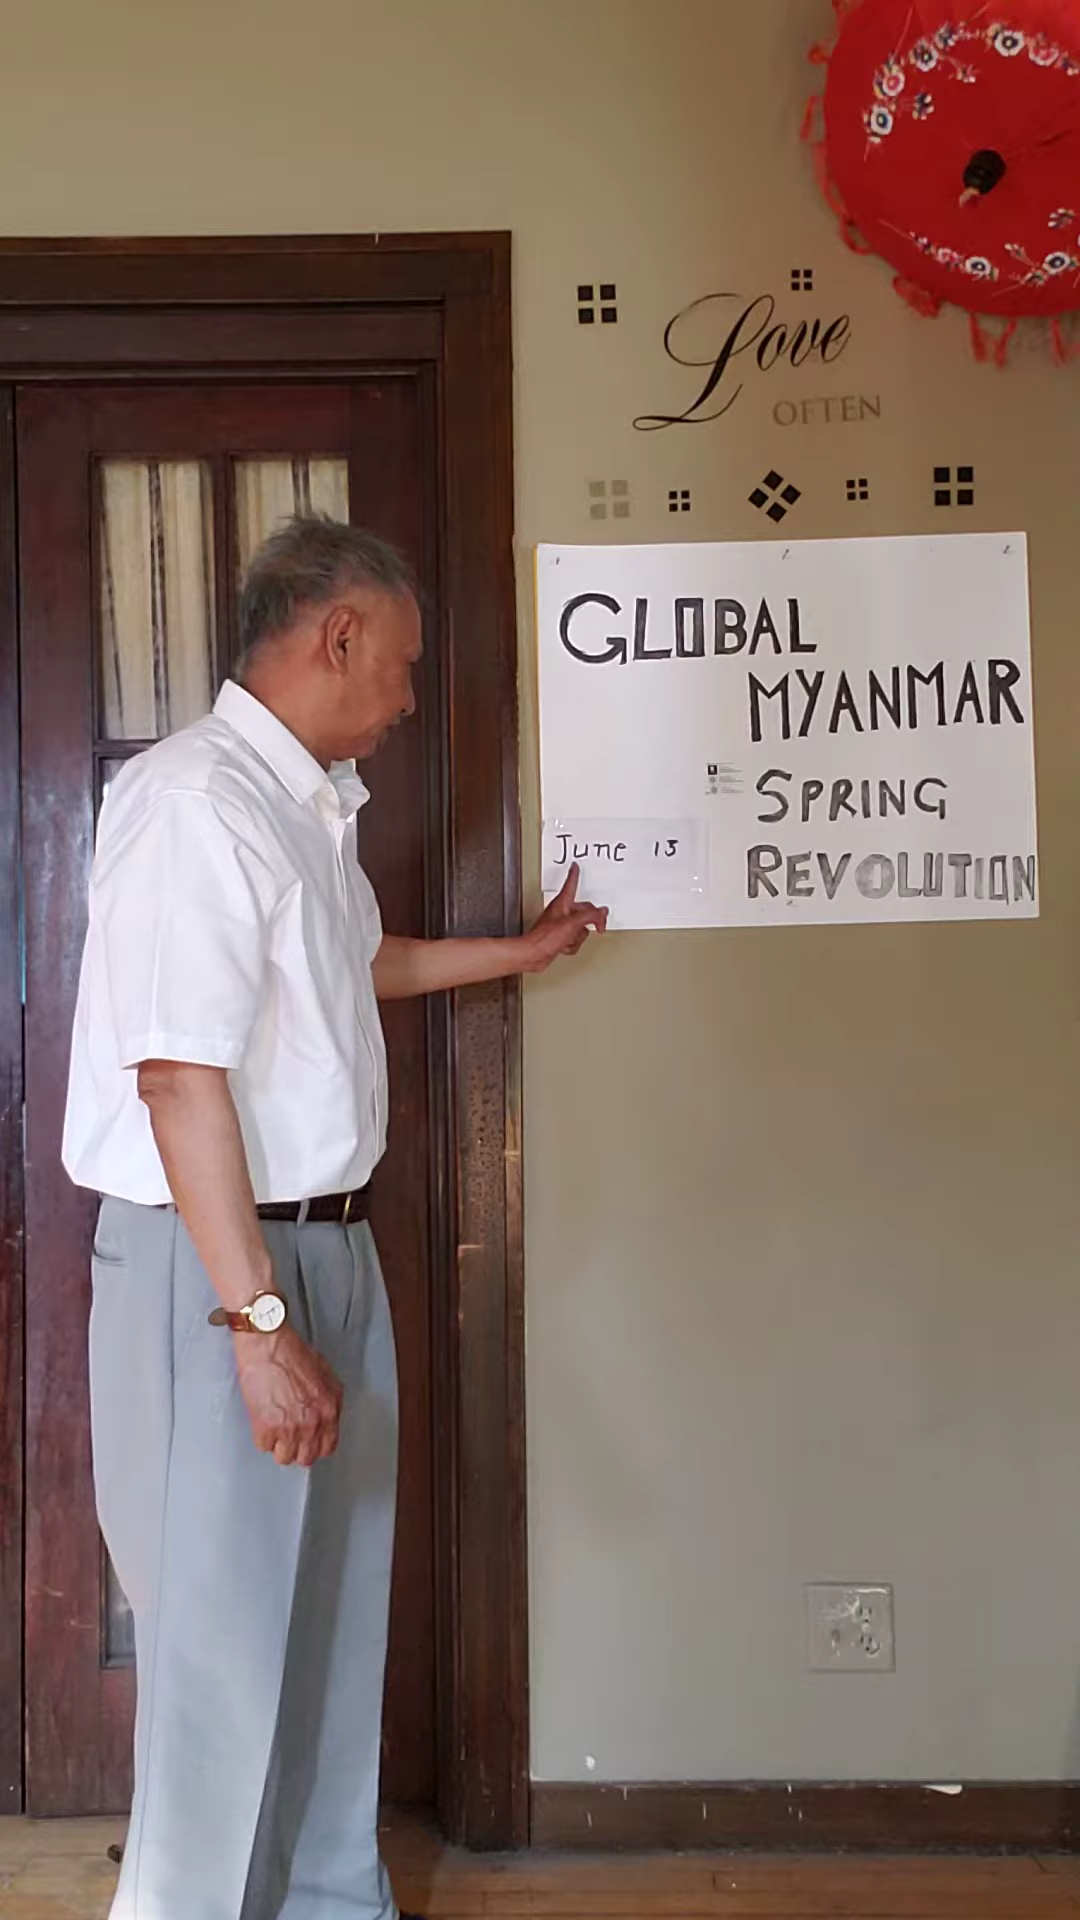 Love
OFTEN
GLOBAL
MYANMAR
SPRING
REVOLUTION
June 13